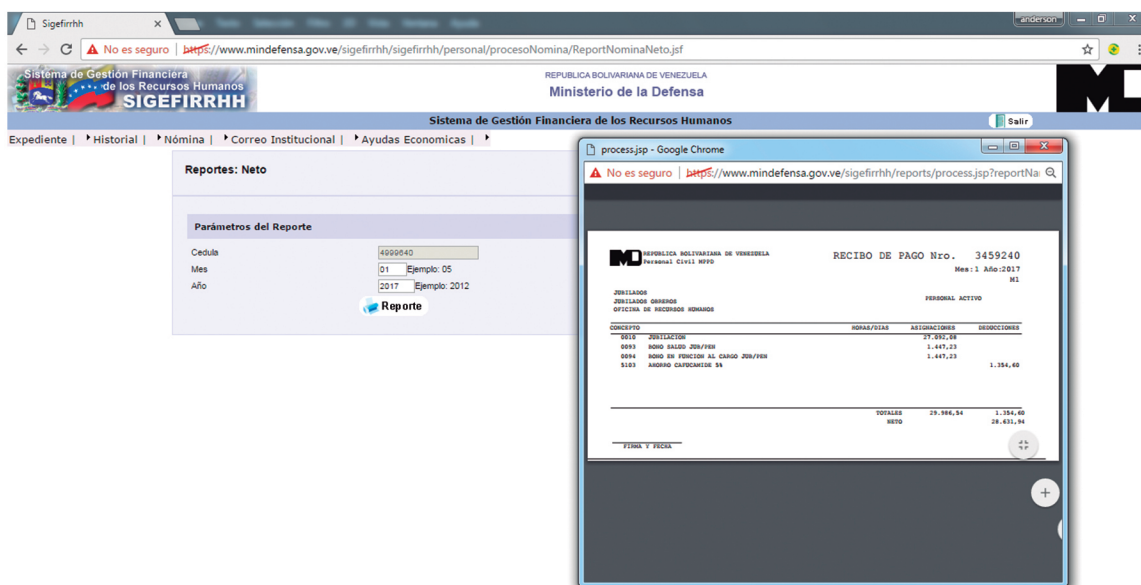 Sigefirrhh
anderson
No es seguro | https://www.mindefensa.gov.ve/sigefirrhh/sigefirrhh/personal/procesoNomina/ReportNominaNeto.jsf
Sistema de Gestión Financiera
de los Recursos Humanos
SIGEFIRRHH
REPUBLICA BOLIVARIANA DE VENEZUELA
Ministerio de la Defensa
Sistema de Gestión Financiera de los Recursos Humanos
Salir
Expediente | Historial | Nómina | Correo Institucional | Ayudas Economicas |
Reportes: Neto
Parámetros del Reporte
Cedula 4999640
Mes 01 Ejemplo: 05
Año 2017 Ejemplo: 2012
Reporte
process.jsp - Google Chrome
No es seguro | https://www.mindefensa.gov.ve/sigefirrhh/reports/process.jsp?reportNa
REPUBLICA BOLIVARIANA DE VENEZUELA
Personal Civil MPPD
RECIBO DE PAGO Nro. 3459240
Mes:1 Año:2017
M1
JUBILADOS
JUBILADOS OBREROS
OFICINA DE RECURSOS HUMANOS
PERSONAL ACTIVO
CONCEPTO HORAS/DIAS ASIGNACIONES DEDUCCIONES
0010 JUBILACION 27.092,08
0093 BONO SALUD JUB/PEN 1.447,23
0094 BONO EN FUNCION AL CARGO JUB/PEN 1.447,23
5103 AHORRO CAFUCAMIDE 5% 1.354,60
TOTALES 29.986,54 1.354,60
NETO 28.631,94
FIRMA Y FECHA